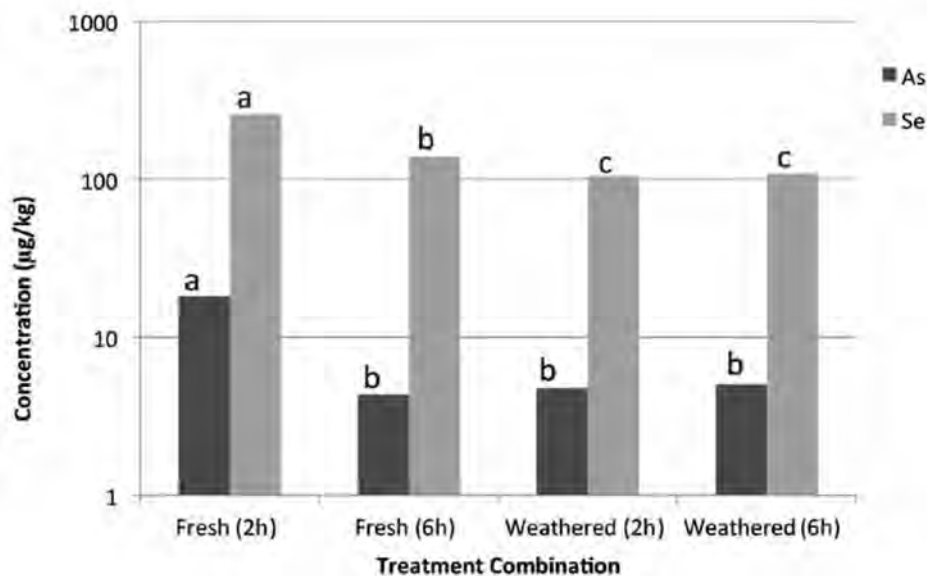 1000
100
10
1
Concentration (µg/kg)
a
a
b
b
b
c
b
c
As
Se
Fresh (2h)
Fresh (6h)
Weathered (2h)
Weathered (6h)
Treatment Combination